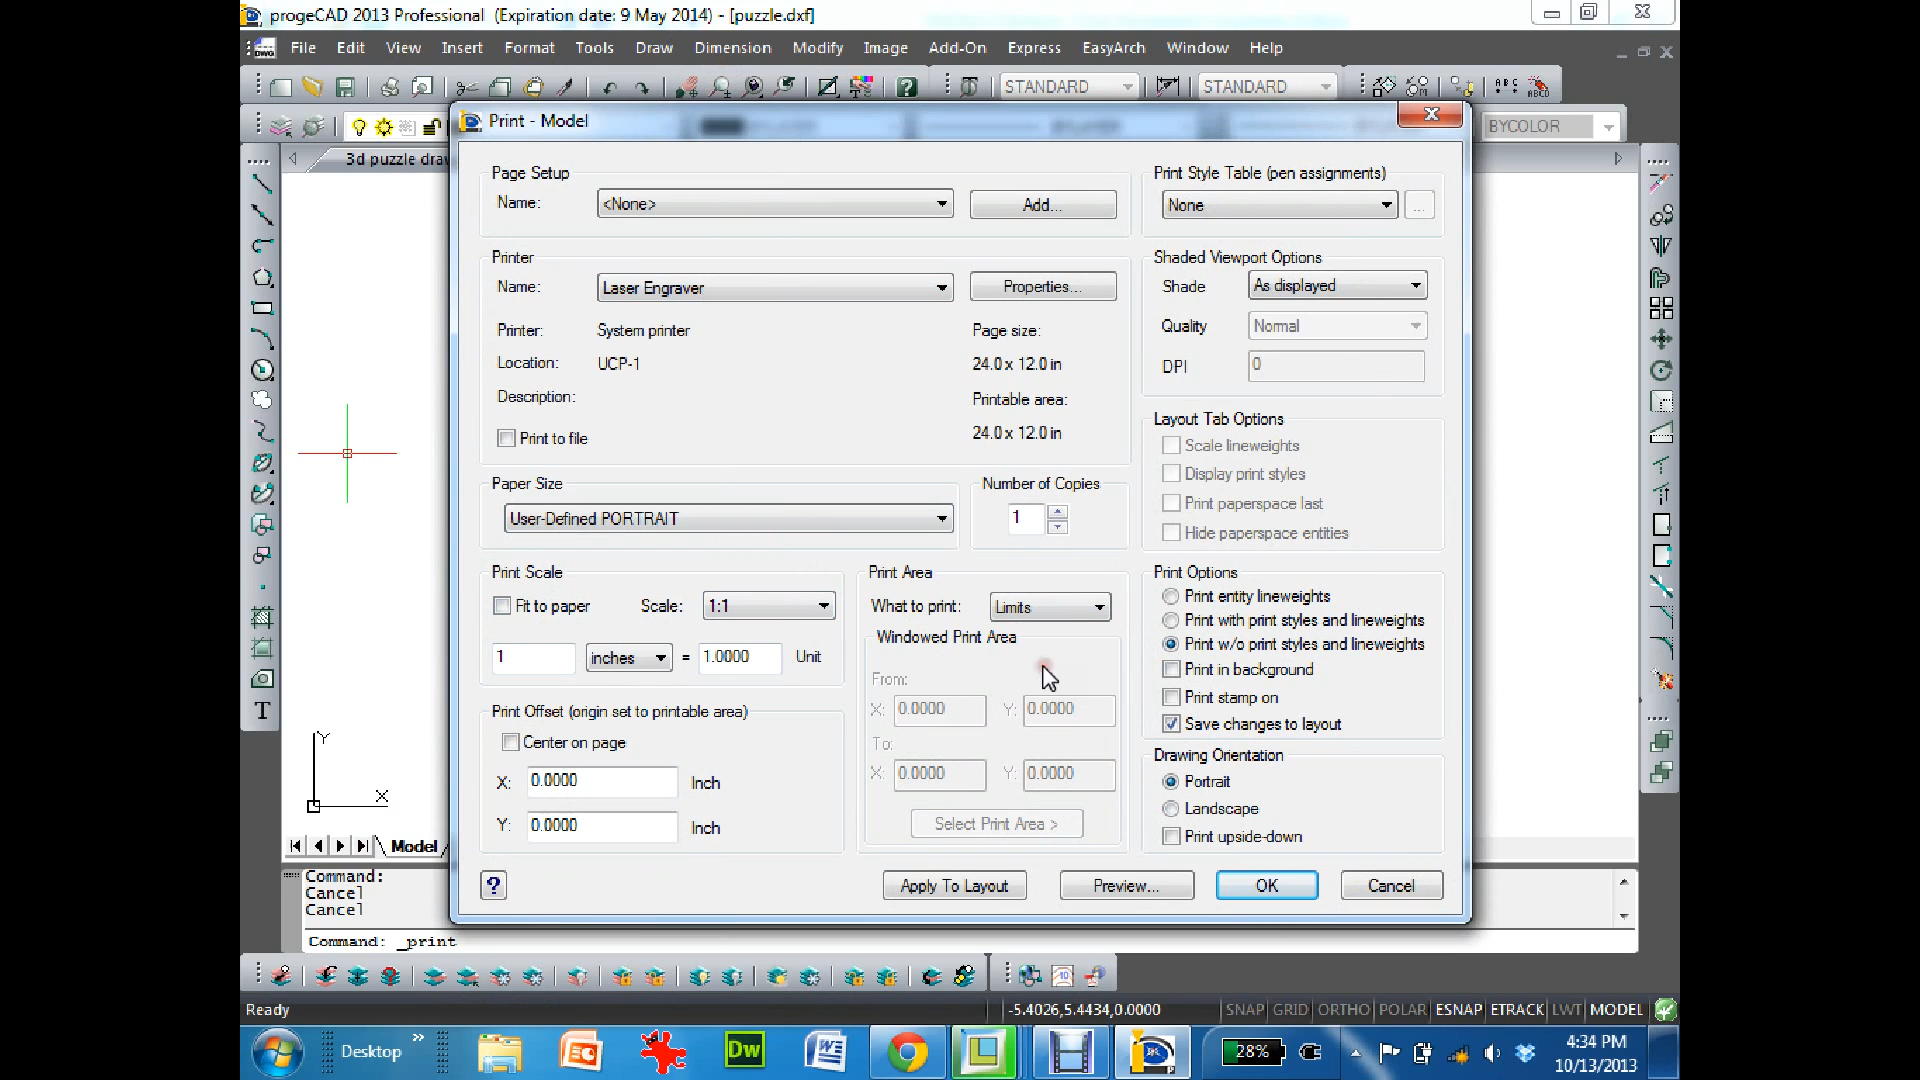 progeCAD 2013 Professional (Expiration date: 9 May 2014) - [puzzle.dxf]
File Edit View Insert Format Tools Draw Dimension Modify Image Add-On Express EasyArch Window Help
STANDARD STANDARD
Print - Model
BYCOLOR
3d puzzle draw
Page Setup
Name: <None> Add...
Print Style Table (pen assignments)
None ...
Printer
Name: Laser Engraver Properties...
Printer: System printer
Location: UCP-1
Description:
Print to file
Page size:
24.0 x 12.0 in
Printable area:
24.0 x 12.0 in
Shaded Viewport Options
Shade As displayed
Quality Normal
DPI 0
Layout Tab Options
Scale lineweights
Display print styles
Print paperspace last
Hide paperspace entities
Paper Size
User-Defined PORTRAIT
Number of Copies
1
Print Scale
Fit to paper Scale: 1:1
1 inches = 1.0000 Unit
Print Offset (origin set to printable area)
Center on page
X: 0.0000 Inch
Y: 0.0000 Inch
Print Area
What to print: Limits
Windowed Print Area
From:
X: 0.0000 Y: 0.0000
To:
X: 0.0000 Y: 0.0000
Select Print Area >
Print Options
Print entity lineweights
Print with print styles and lineweights
Print w/o print styles and lineweights
Print in background
Print stamp on
Save changes to layout
Drawing Orientation
Portrait
Landscape
Print upside-down
? Apply To Layout Preview... OK Cancel
T
Y
X
Model
Command:
Cancel
Cancel
Command: _print
Ready -5.4026,5.4434,0.0000 SNAP GRID ORTHO POLAR ESNAP ETRACK LWT MODEL
Desktop » Dw 28% 4:34 PM
10/13/2013